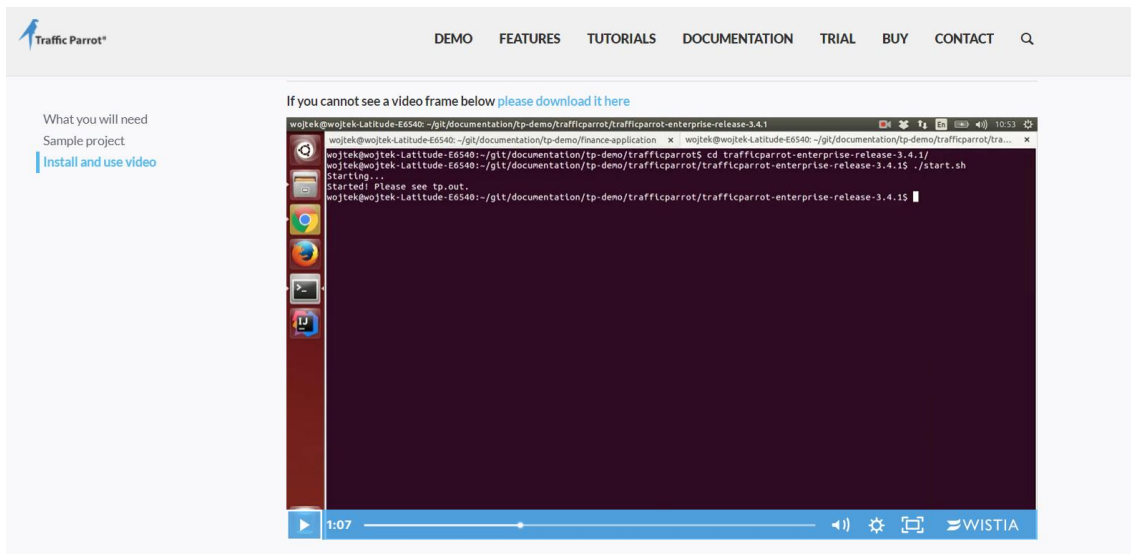 Traffic Parrot®
DEMO FEATURES TUTORIALS DOCUMENTATION TRIAL BUY CONTACT
What you will need
Sample project
Install and use video
If you cannot see a video frame below please download it here
wojtek@wojtek-Latitude-E6540: ~/git/documentation/tp-demo/trafficparrot/trafficparrot-enterprise-release-3.4.1 En 10:53
wojtek@wojtek-Latitude-E6540: ~/git/documentation/tp-demo/finance-application × wojtek@wojtek-Latitude-E6540: ~/git/documentation/tp-demo/trafficparrot/tra... ×
wojtek@wojtek-Latitude-E6540:~/git/documentation/tp-demo/trafficparrot$ cd trafficparrot-enterprise-release-3.4.1/
wojtek@wojtek-Latitude-E6540:~/git/documentation/tp-demo/trafficparrot/trafficparrot-enterprise-release-3.4.1$ ./start.sh
Starting...
Started! Please see tp.out.
wojtek@wojtek-Latitude-E6540:~/git/documentation/tp-demo/trafficparrot/trafficparrot-enterprise-release-3.4.1$
1:07 WISTIA